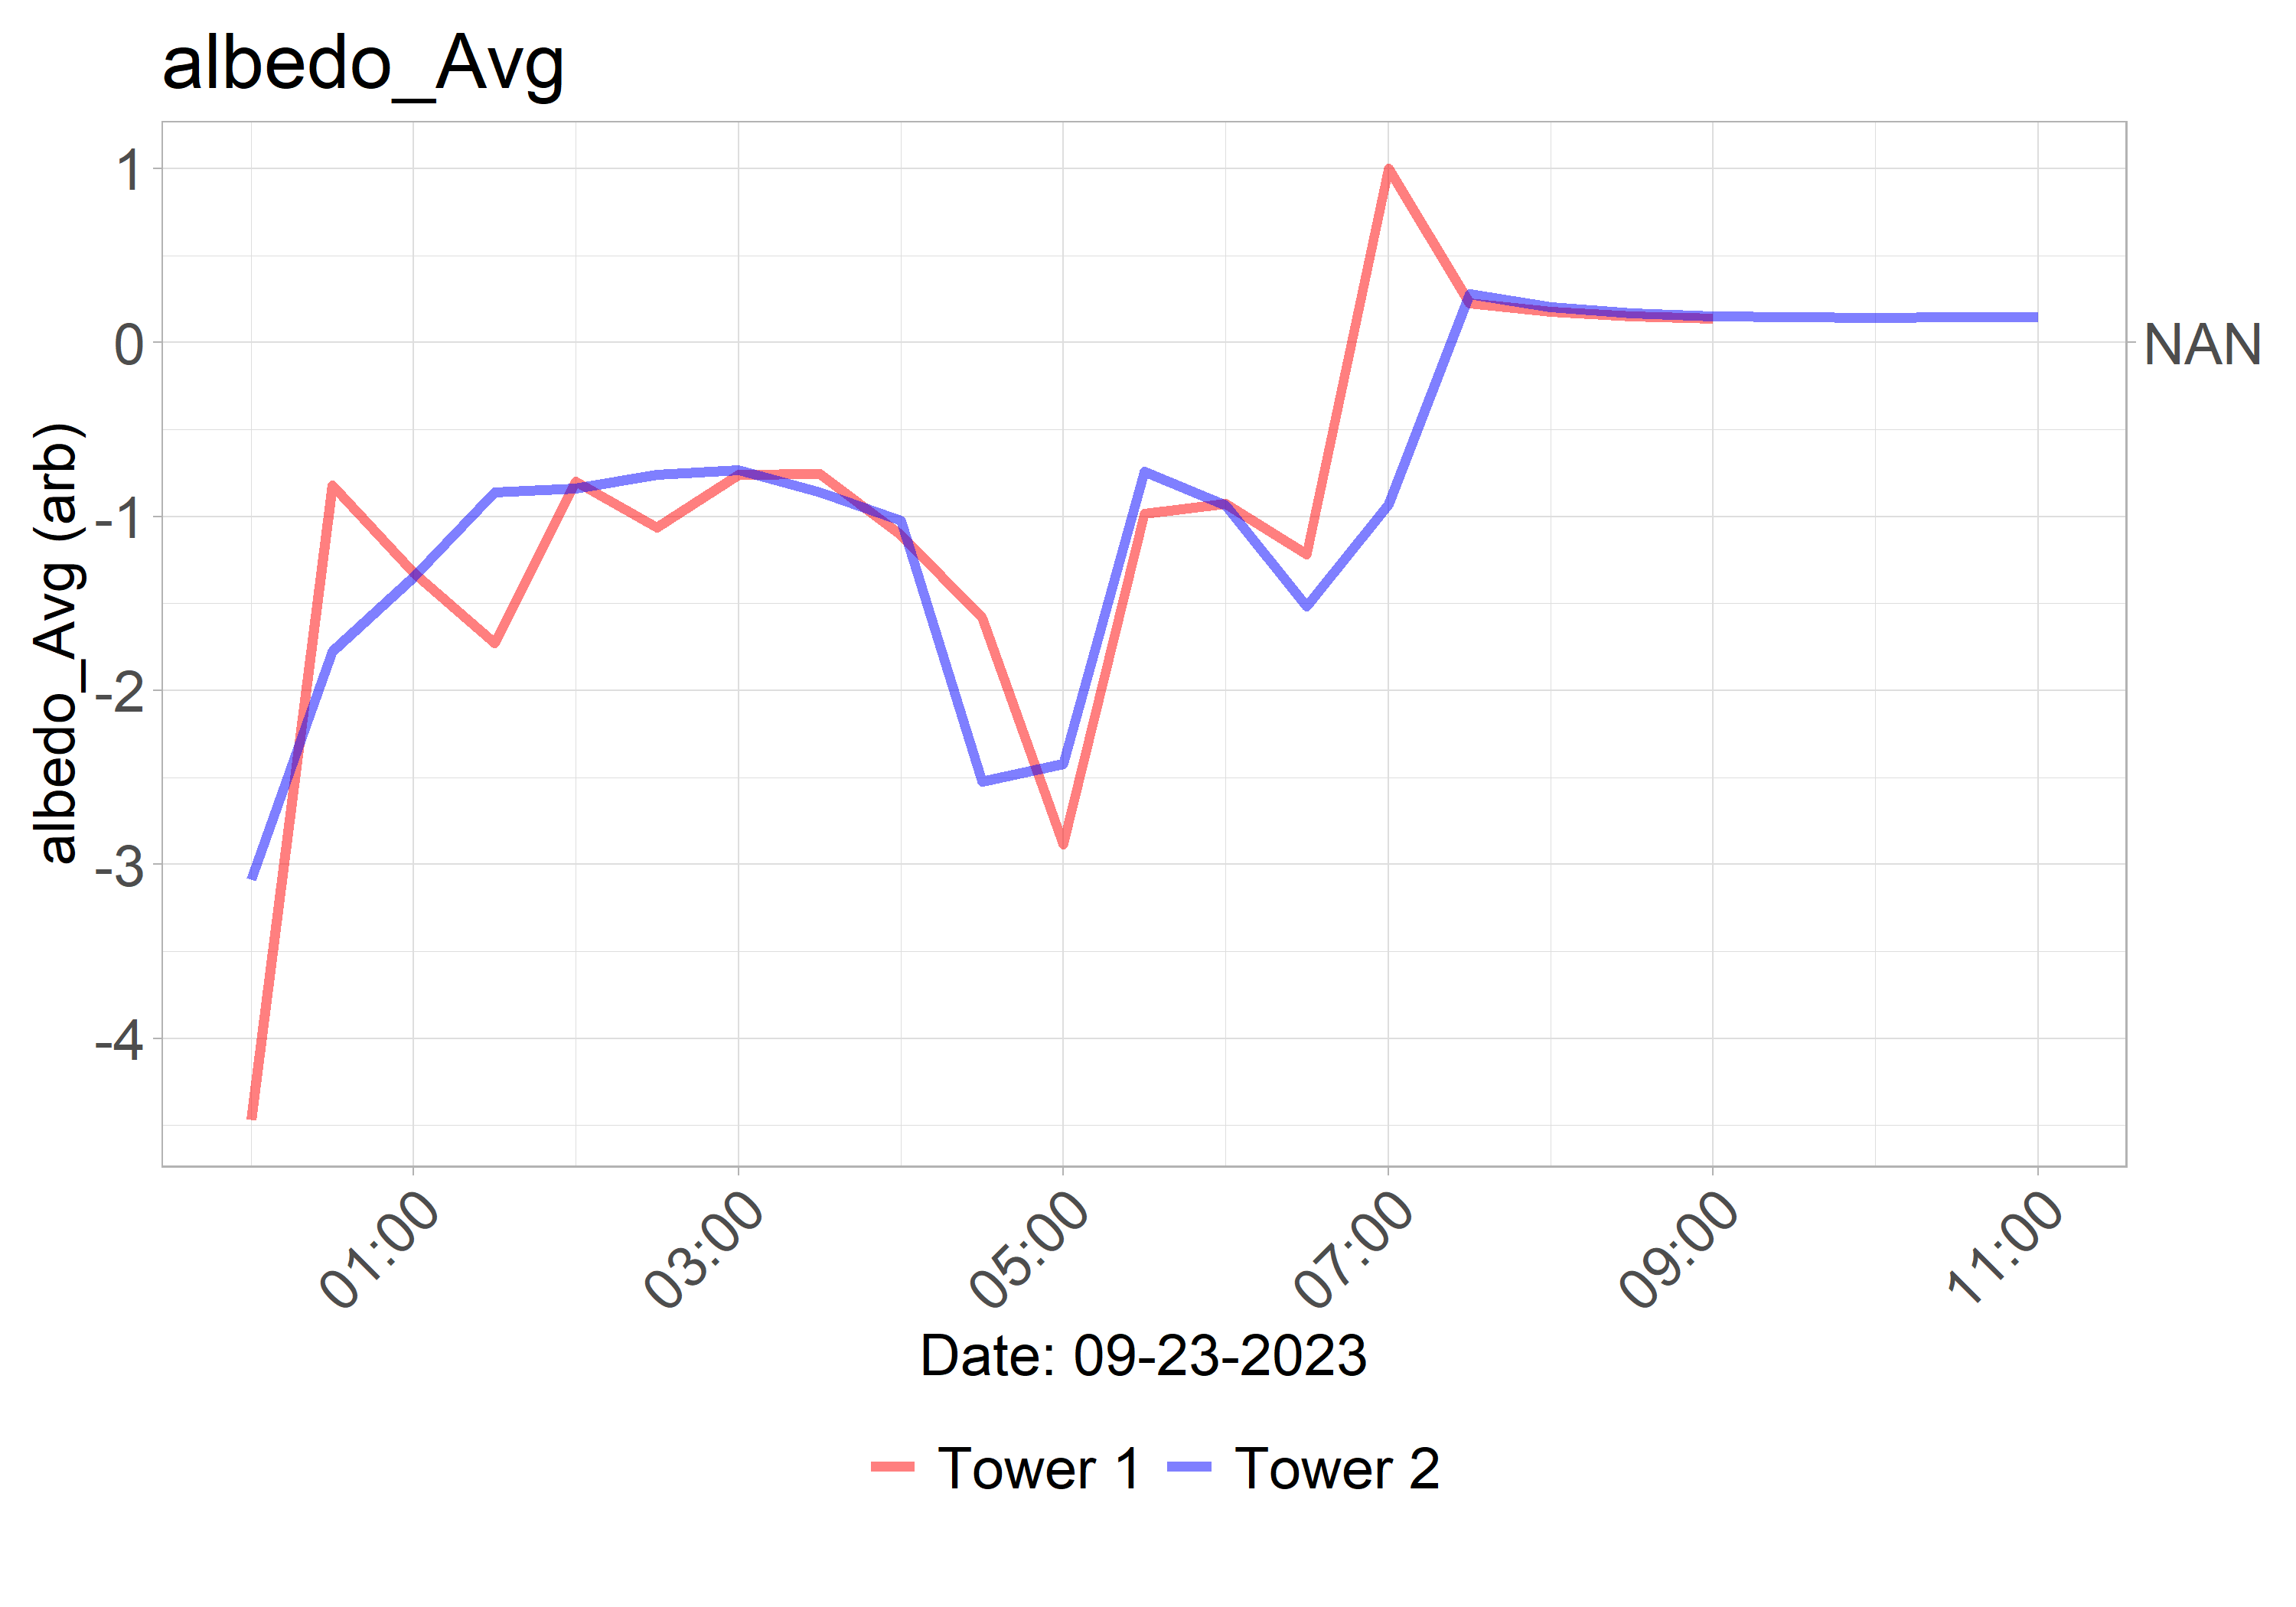 albedo_Avg
albedo_Avg (arb)
1
0
-1
-2
-3
-4
NAN
01:00
03:00
05:00
07:00
09:00
11:00
Date: 09-23-2023
Tower 1
Tower 2